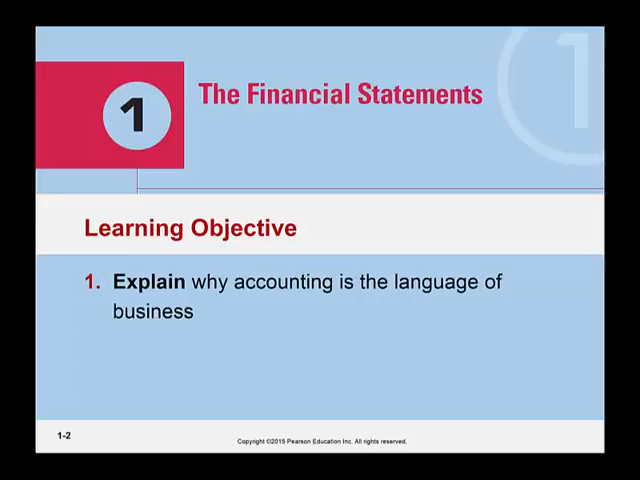 1
1
The Financial Statements
Learning Objective
1. Explain why accounting is the language of
business
1-2
Copyright ©2015 Pearson Education Inc. All rights reserved.